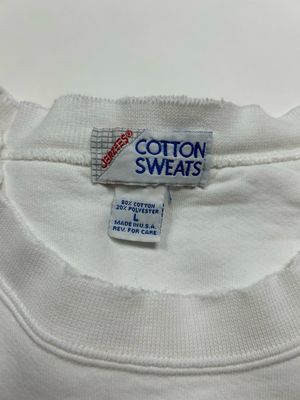 JERZEES®
COTTON
SWEATS
80% COTTON
20% POLYESTER
L
MADE IN U.S.A.
REV. FOR CARE